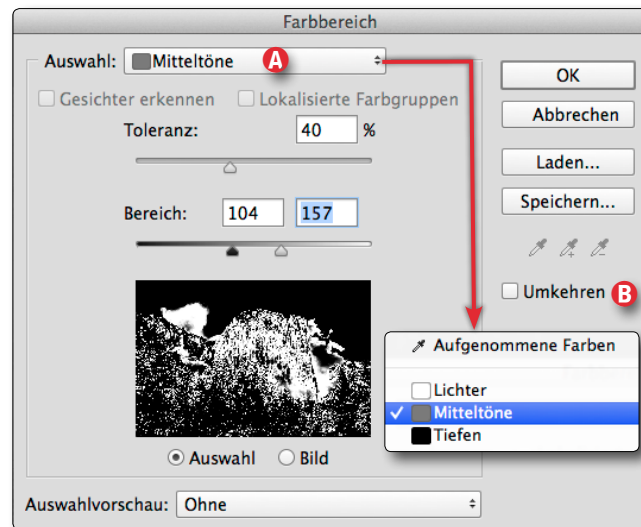 Farbbereich
Auswahl: Mitteltöne A
Gesichter erkennen Lokalisierte Farbgruppen
Toleranz: 40 %
Bereich: 104 157
Auswahl Bild
Auswahlvorschau: Ohne
OK
Abbrechen
Laden...
Speichern...
Umkehren B
Aufgenommene Farben
Lichter
Mitteltöne
Tiefen